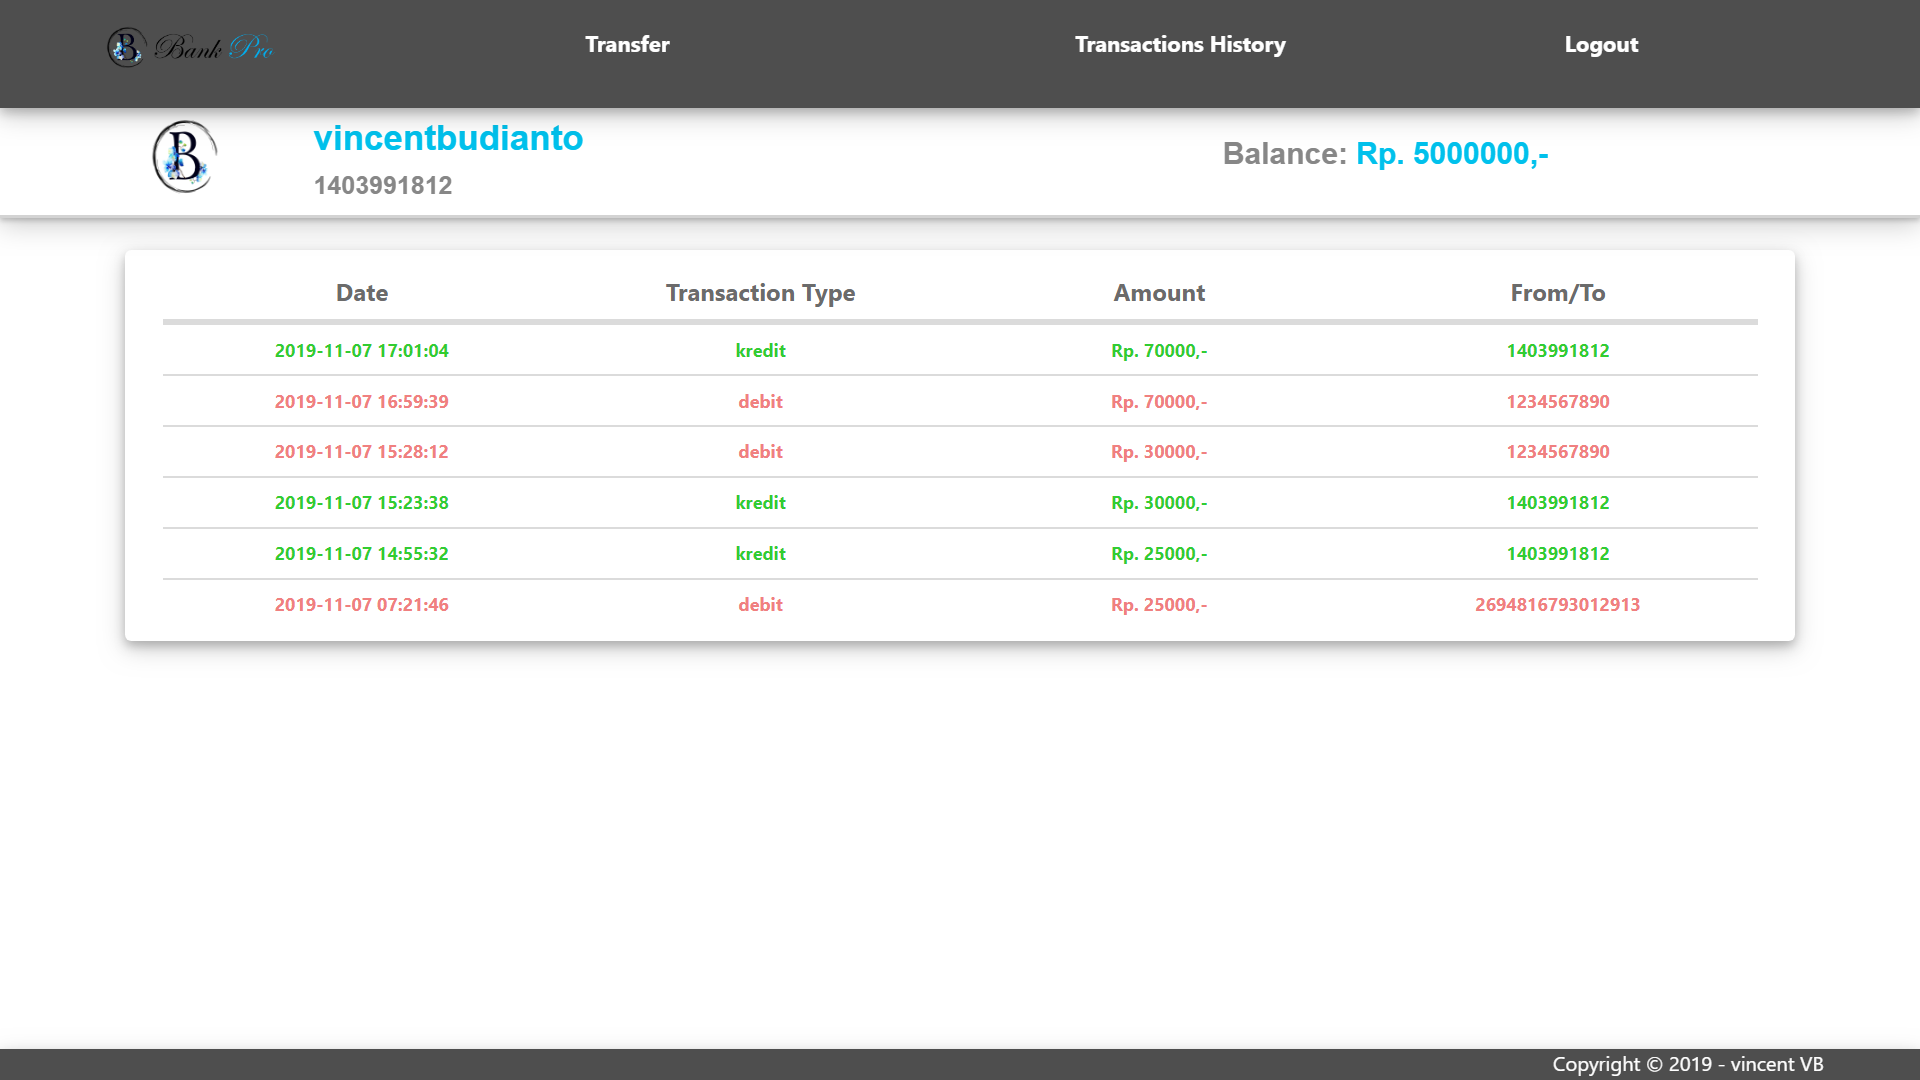 B Bank Pro Transfer Transactions History Logout
B
vincentbudianto
1403991812
Balance: Rp. 5000000,-
Date Transaction Type Amount From/To
2019-11-07 17:01:04 kredit Rp. 70000,- 1403991812
2019-11-07 16:59:39 debit Rp. 70000,- 1234567890
2019-11-07 15:28:12 debit Rp. 30000,- 1234567890
2019-11-07 15:23:38 kredit Rp. 30000,- 1403991812
2019-11-07 14:55:32 kredit Rp. 25000,- 1403991812
2019-11-07 07:21:46 debit Rp. 25000,- 2694816793012913
Copyright © 2019 - vincent VB